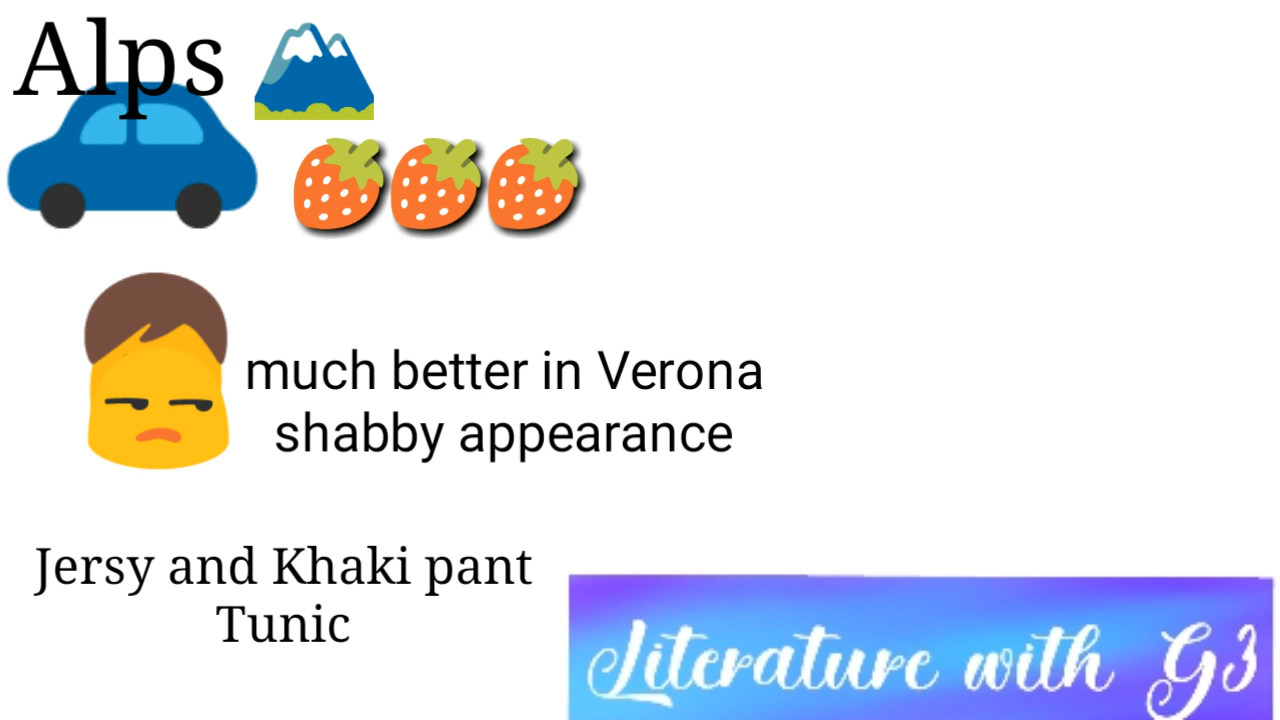 Alps
much better in Verona
shabby appearance
Jersy and Khaki pant
Tunic
Literature with G3